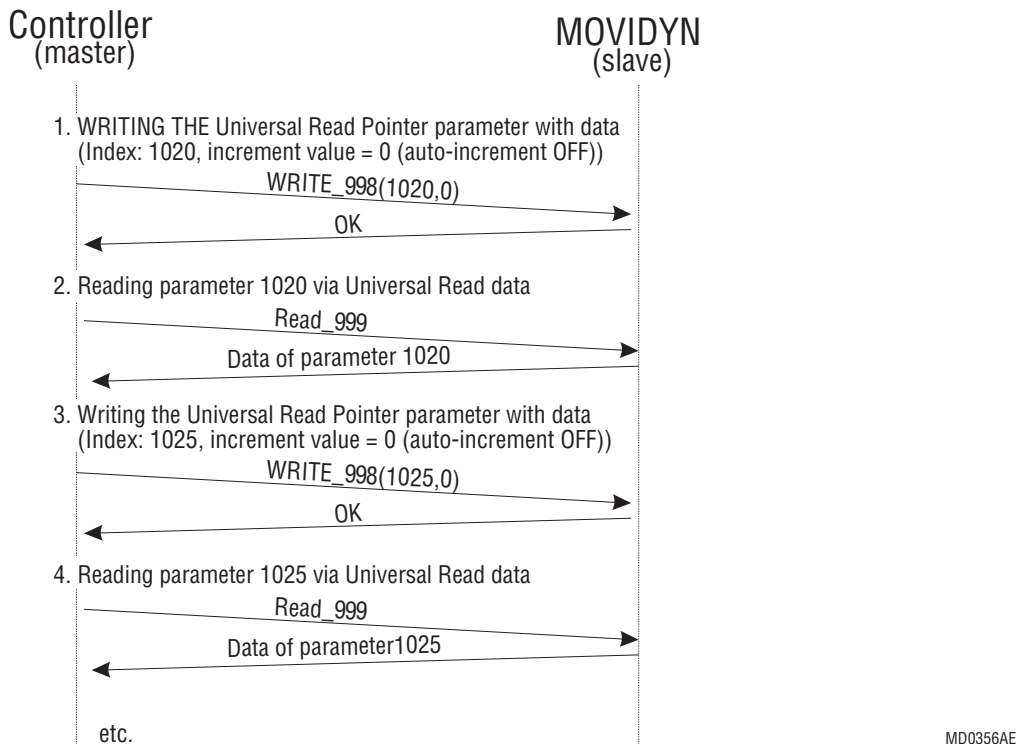 Controller
(master)
MOVIDYN
(slave)
1. WRITING THE Universal Read Pointer parameter with data
(Index: 1020, increment value = 0 (auto-increment OFF))
WRITE_998(1020,0)
OK
2. Reading parameter 1020 via Universal Read data
Read_999
Data of parameter 1020
3. Writing the Universal Read Pointer parameter with data
(Index: 1025, increment value = 0 (auto-increment OFF))
WRITE_998(1025,0)
OK
4. Reading parameter 1025 via Universal Read data
Read_999
Data of parameter1025
etc.
MD0356AE